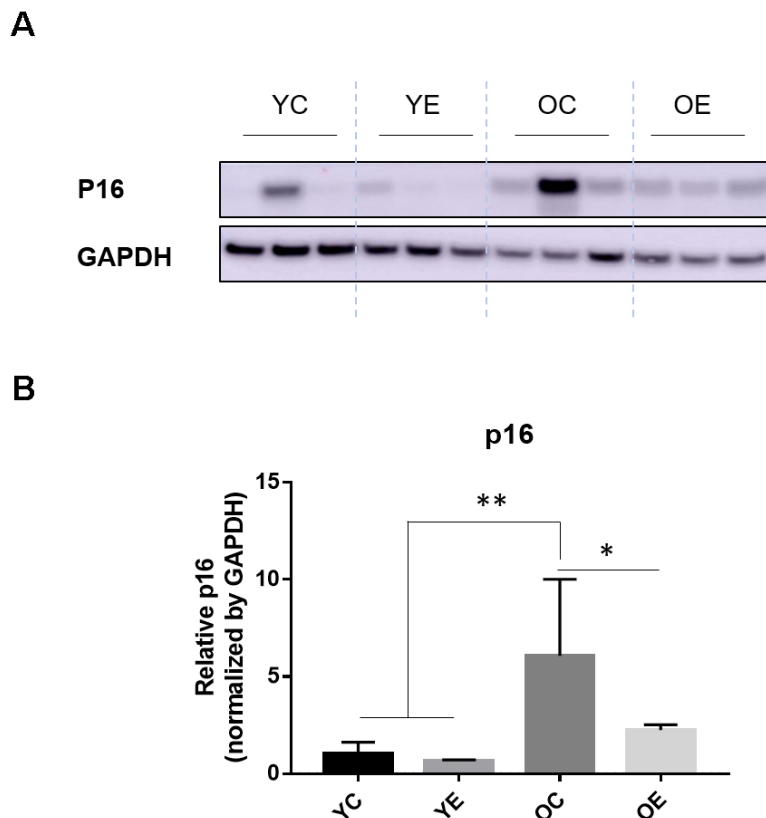 A
YC YE OC OE
P16
GAPDH
B
p16
Relative p16
(normalized by GAPDH)
15
10
5
0
**
*
YC YE OC OE